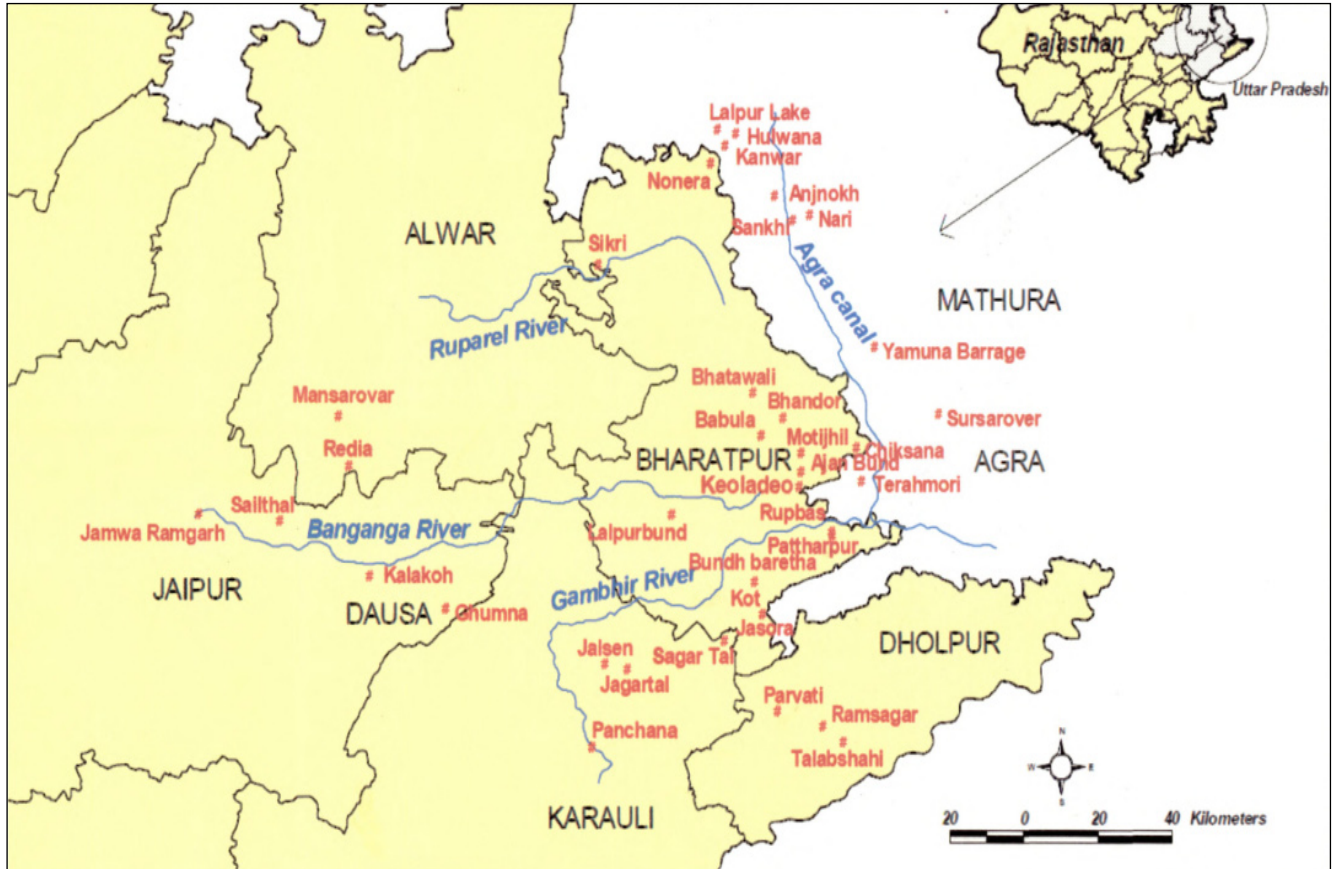 Rajasthan
Uttar Pradesh
Lalpur Lake
Hulwana
Kanwar
Nonera
Anjnokh
Sankhi
Nari
ALWAR
Sikri
Agra canal
MATHURA
Ruparel River
Yamuna Barrage
Mansarovar
Bhatawali
Bhandor
Sursarover
Babula
Redia
Motijhil
Chiksana
BHARATPUR
Ajan Bund
AGRA
Keoladeo
Terahmori
Sailthal
Jamwa Ramgarh
Banganga River
Lalpurbund
Rupbas
Pattharpur
Bundh baretha
Kalakoh
JAIPUR
Gambhir River
DAUSA
Ghumna
Kot
Jasora
DHOLPUR
Jaisen
Sagar Tal
Jagartal
Parvati
Ramsagar
Panchana
Talabshahi
KARAULI
N
W E
S
20 0 20 40 Kilometers